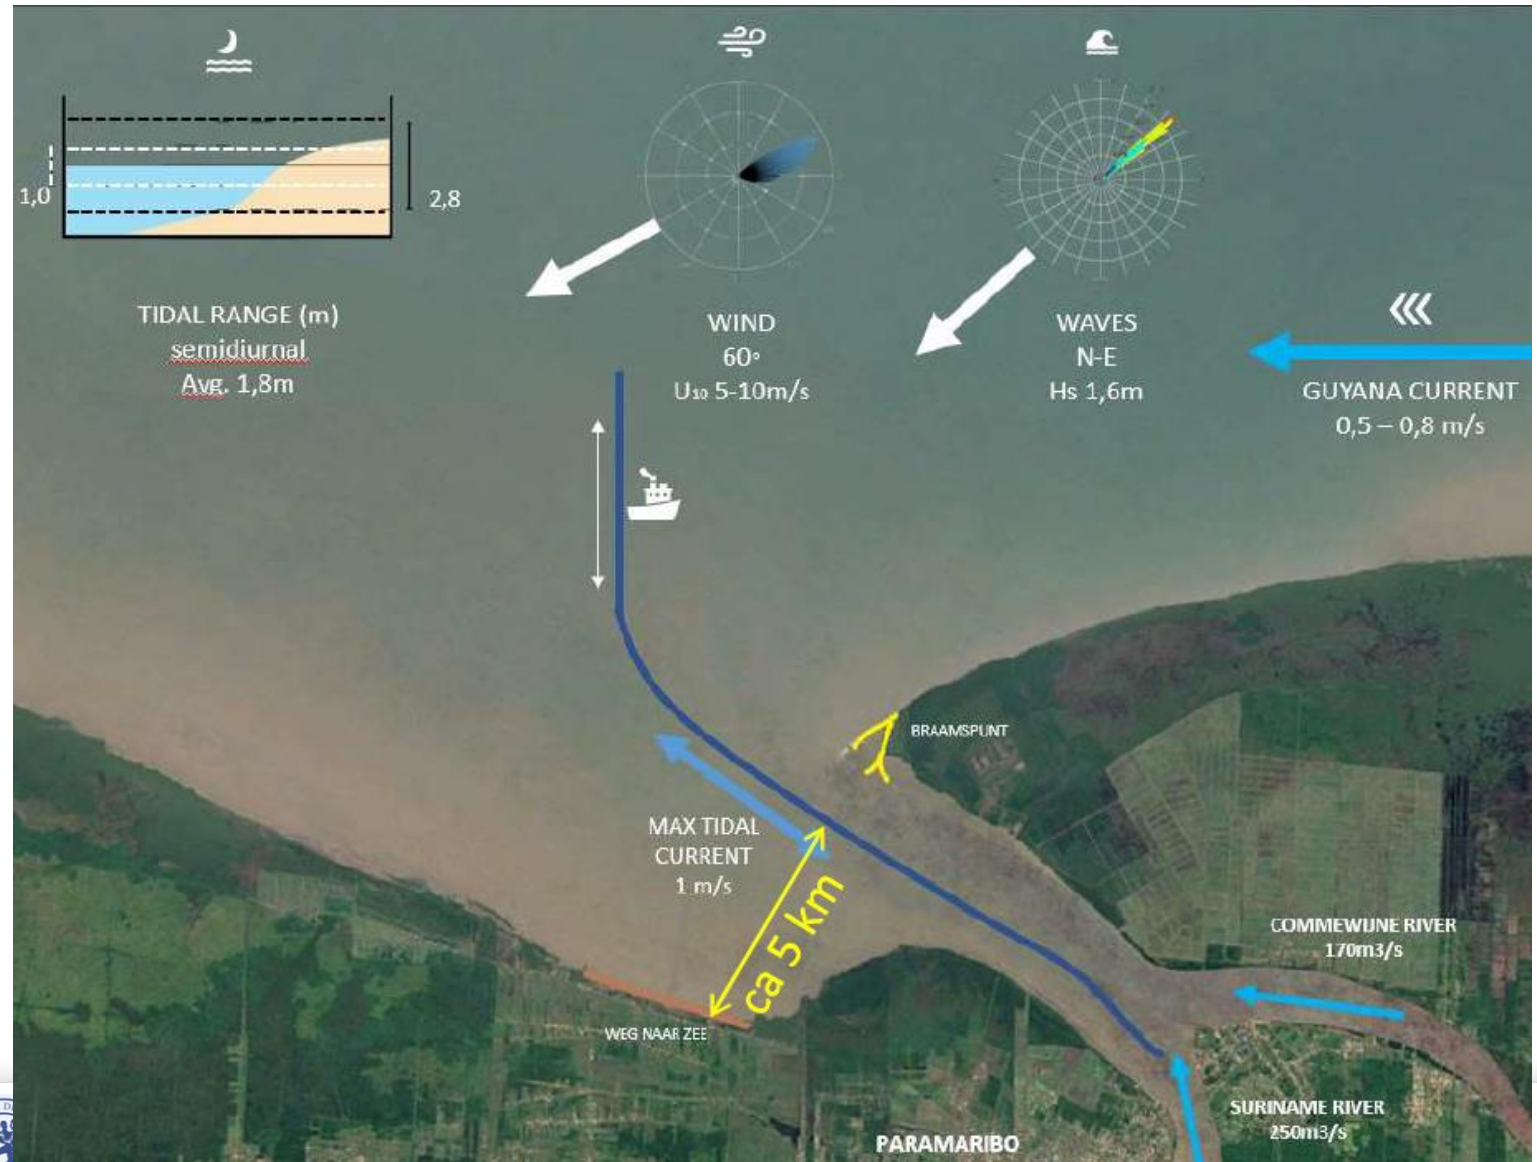 1,0
2,8
TIDAL RANGE (m)
semidiurnal
Avg. 1,8m
WIND
60°
U10 5-10m/s
WAVES
N-E
Hs 1,6m
GUYANA CURRENT
0,5 – 0,8 m/s
BRAAMSPUNT
MAX TIDAL
CURRENT
1 m/s
ca 5 km
WEG NAAR ZEE
COMMEWIJNE RIVER
170m3/s
SURINAME RIVER
250m3/s
PARAMARIBO